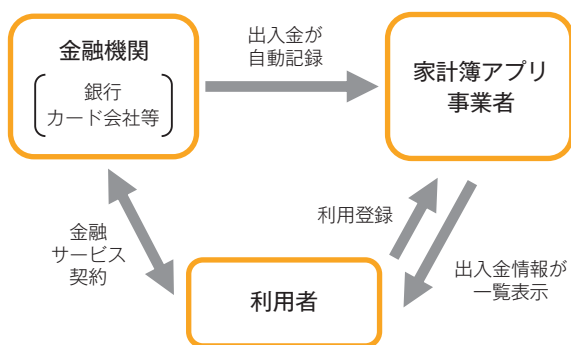 金融機関
銀行
カード会社等
出入金が
自動記録
家計簿アプリ
事業者
金融
サービス
契約
利用登録
出入金情報が
一覧表示
利用者